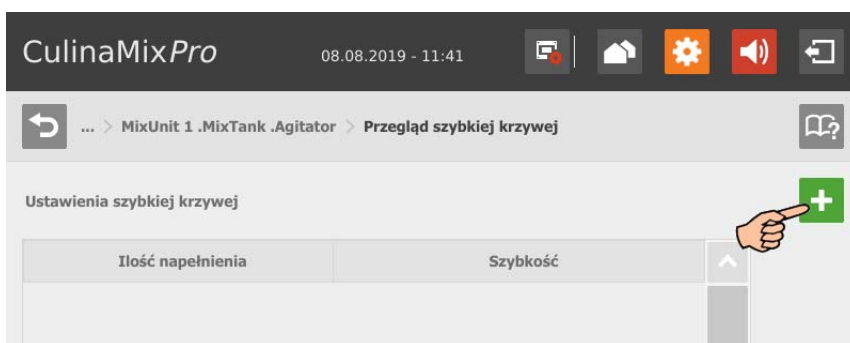 CulinaMixPro 08.08.2019 - 11:41
... > MixUnit 1 .MixTank .Agitator > Przegląd szybkiej krzywej
Ustawienia szybkiej krzywej
Ilość napełnienia Szybkość